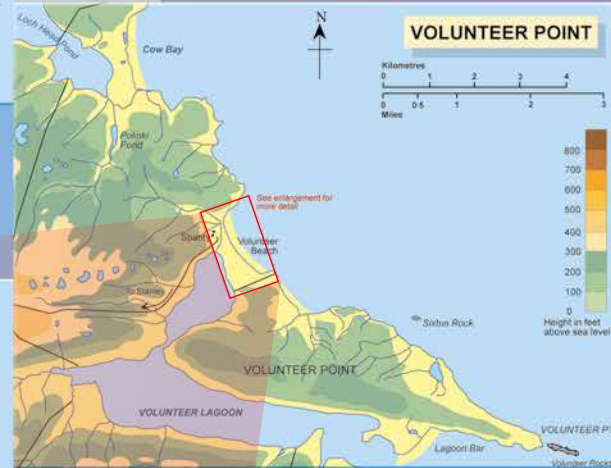 Loch Head Pond
Cow Bay
N
VOLUNTEER POINT
Kilometres
0 1 2 3 4
0 0·5 1 2 3
Miles
Polinki Pond
See enlargement for
more detail
Shanty
Volunteer
Beach
To Stanley
800
700
600
500
400
300
200
100
0
Height in feet
above sea level
Sixtus Rock
VOLUNTEER POINT
VOLUNTEER LAGOON
Lagoon Bar
VOLUNTEER PT
Volunteer Rocks